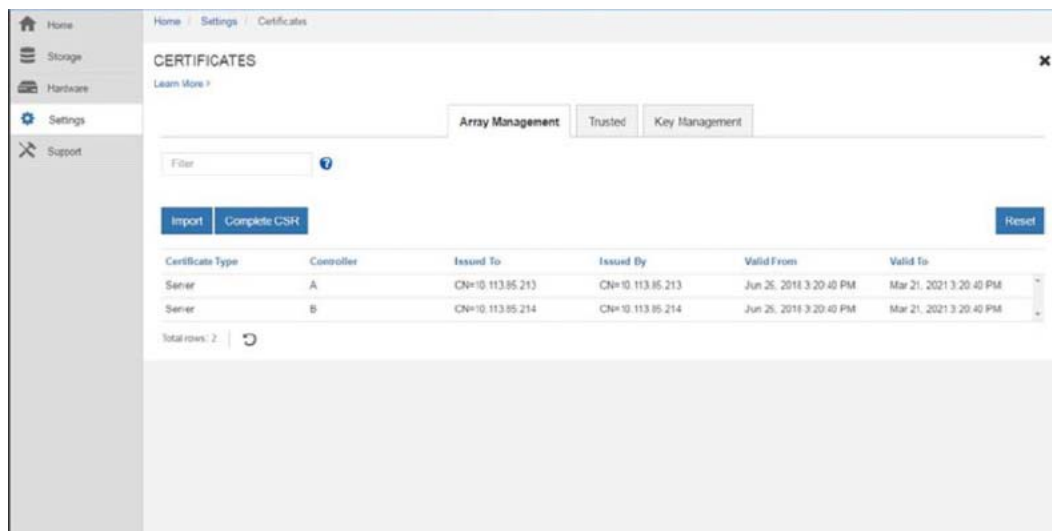 Home
Storage
Hardware
Settings
Support
Home / Settings / Certificates
CERTIFICATES
Learn More >
Array Management Trusted Key Management
Filter
Import Complete CSR Reset
Certificate Type Controller Issued To Issued By Valid From Valid To
Server A CN=10.113.85.213 CN=10.113.85.213 Jun 26, 2018 3:20:40 PM Mar 21, 2021 3:20:40 PM
Server B CN=10.113.85.214 CN=10.113.85.214 Jun 26, 2018 3:20:40 PM Mar 21, 2021 3:20:40 PM
Total rows: 2